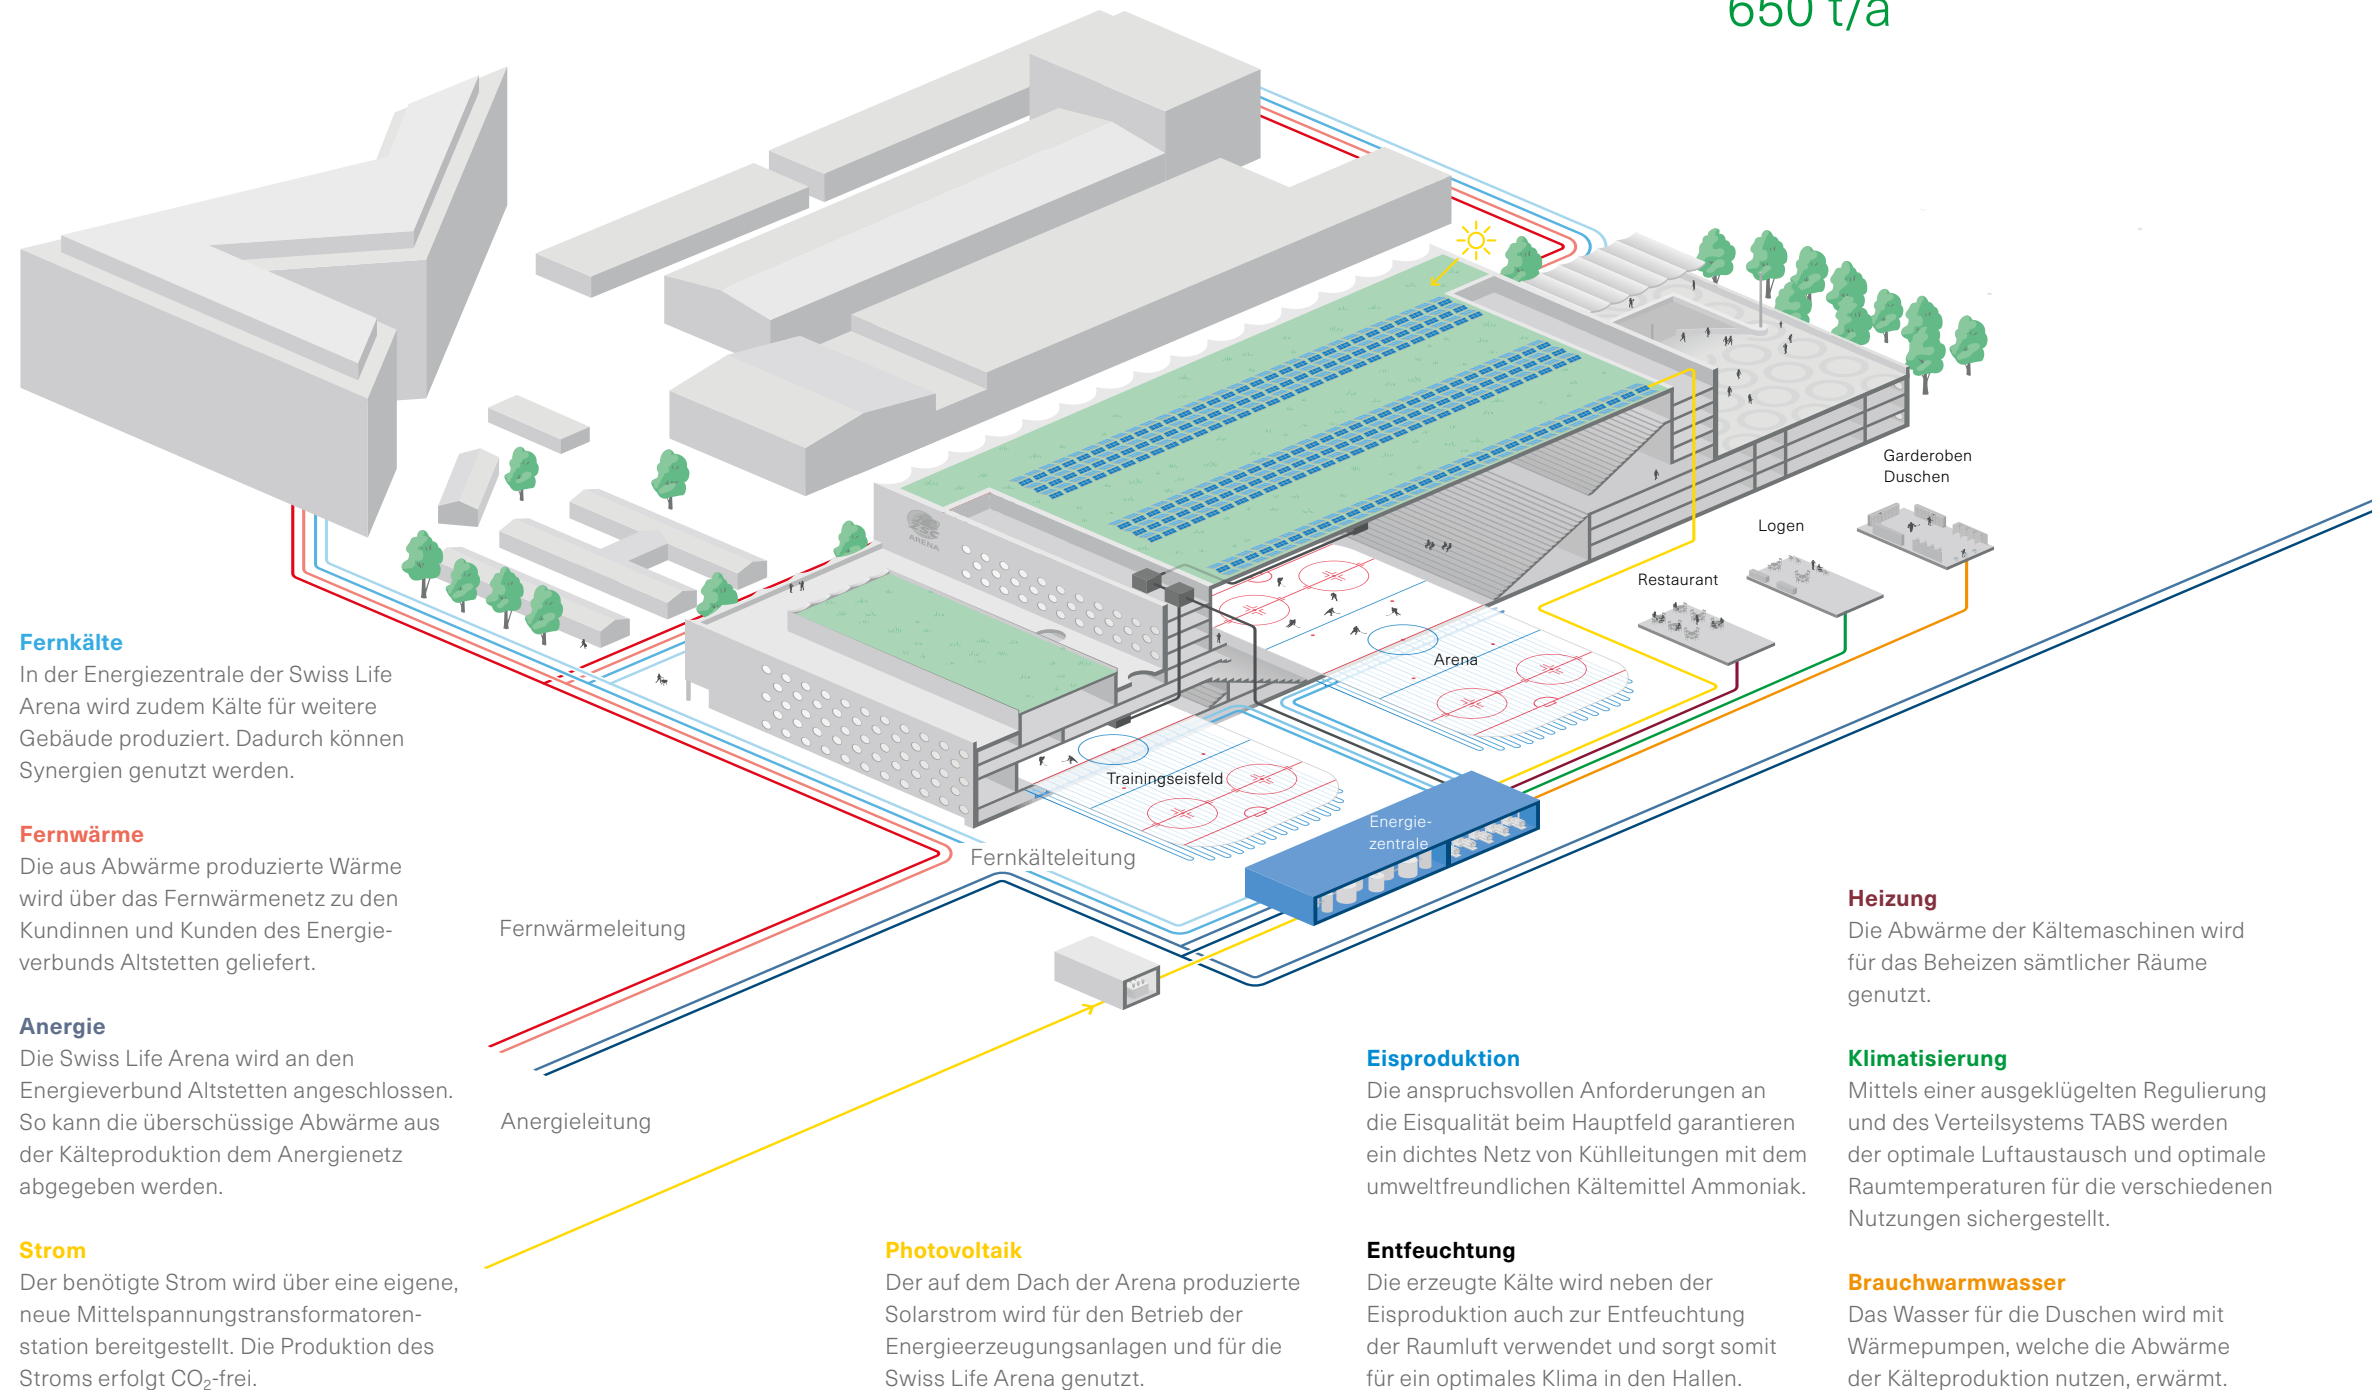 650 t/a
ZSC
ARENA
Garderoben
Duschen
Logen
Restaurant
Arena
Trainingseisfeld
Energie-
zentrale
Fernkälteleitung
Fernwärmeleitung
Anergieleitung
Fernkälte
In der Energiezentrale der Swiss Life
Arena wird zudem Kälte für weitere
Gebäude produziert. Dadurch können
Synergien genutzt werden.
Fernwärme
Die aus Abwärme produzierte Wärme
wird über das Fernwärmenetz zu den
Kundinnen und Kunden des Energie-
verbunds Altstetten geliefert.
Anergie
Die Swiss Life Arena wird an den
Energieverbund Altstetten angeschlossen.
So kann die überschüssige Abwärme aus
der Kälteproduktion dem Anergienetz
abgegeben werden.
Strom
Der benötigte Strom wird über eine eigene,
neue Mittelspannungstransformatoren-
station bereitgestellt. Die Produktion des
Stroms erfolgt CO₂-frei.
Photovoltaik
Der auf dem Dach der Arena produzierte
Solarstrom wird für den Betrieb der
Energieerzeugungsanlagen und für die
Swiss Life Arena genutzt.
Eisproduktion
Die anspruchsvollen Anforderungen an
die Eisqualität beim Hauptfeld garantieren
ein dichtes Netz von Kühlleitungen mit dem
umweltfreundlichen Kältemittel Ammoniak.
Entfeuchtung
Die erzeugte Kälte wird neben der
Eisproduktion auch zur Entfeuchtung
der Raumluft verwendet und sorgt somit
für ein optimales Klima in den Hallen.
Heizung
Die Abwärme der Kältemaschinen wird
für das Beheizen sämtlicher Räume
genutzt.
Klimatisierung
Mittels einer ausgeklügelten Regulierung
und des Verteilsystems TABS werden
der optimale Luftaustausch und optimale
Raumtemperaturen für die verschiedenen
Nutzungen sichergestellt.
Brauchwarmwasser
Das Wasser für die Duschen wird mit
Wärmepumpen, welche die Abwärme
der Kälteproduktion nutzen, erwärmt.